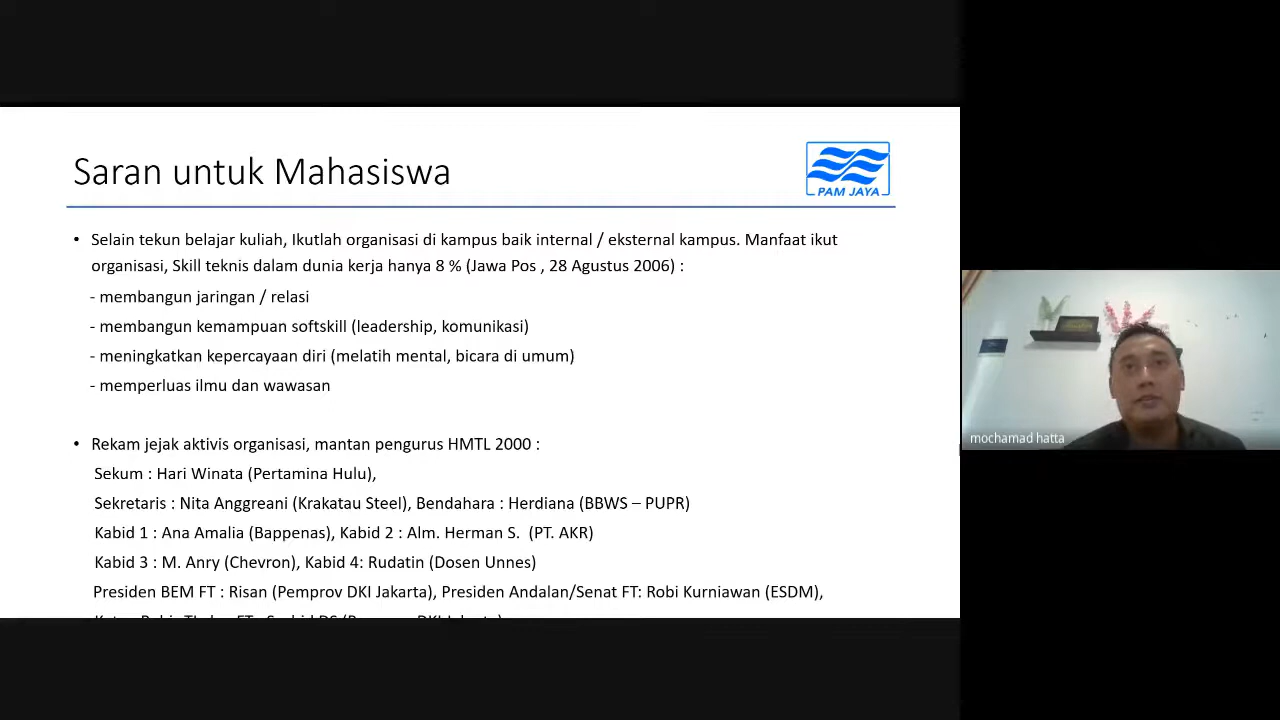 Saran untuk Mahasiswa
PAM JAYA
• Selain tekun belajar kuliah, Ikutlah organisasi di kampus baik internal / eksternal kampus. Manfaat ikut
organisasi, Skill teknis dalam dunia kerja hanya 8 % (Jawa Pos , 28 Agustus 2006) :
- membangun jaringan / relasi
- membangun kemampuan softskill (leadership, komunikasi)
- meningkatkan kepercayaan diri (melatih mental, bicara di umum)
- memperluas ilmu dan wawasan
• Rekam jejak aktivis organisasi, mantan pengurus HMTL 2000 :
Sekum : Hari Winata (Pertamina Hulu),
Sekretaris : Nita Anggreani (Krakatau Steel), Bendahara : Herdiana (BBWS – PUPR)
Kabid 1 : Ana Amalia (Bappenas), Kabid 2 : Alm. Herman S. (PT. AKR)
Kabid 3 : M. Anry (Chevron), Kabid 4: Rudatin (Dosen Unnes)
Presiden BEM FT : Risan (Pemprov DKI Jakarta), Presiden Andalan/Senat FT: Robi Kurniawan (ESDM),
mochamad hatta